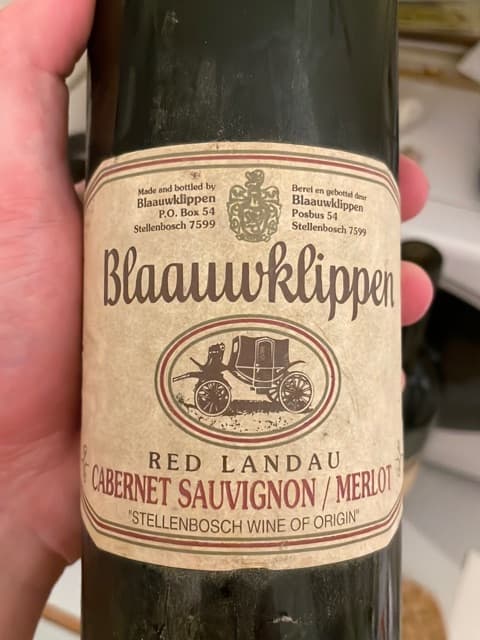 Made and bottled by
Blaauwklippen
P.O. Box 54
Stellenbosch 7599
Berei en gebottel deur
Blaauwklippen
Posbus 54
Stellenbosch 7599
Blaauwklippen
RED LANDAU
CABERNET SAUVIGNON / MERLOT
"STELLENBOSCH WINE OF ORIGIN"